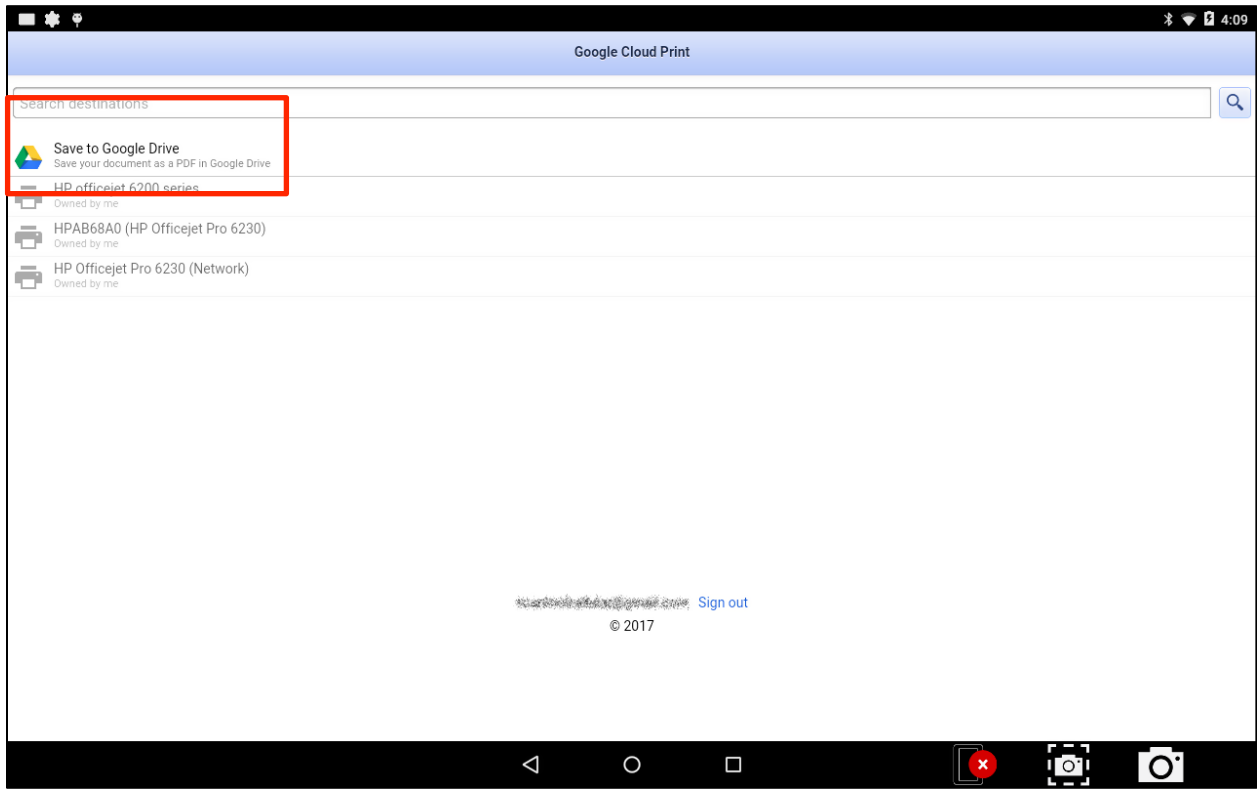 4:09
Google Cloud Print
Search destinations
Save to Google Drive
Save your document as a PDF in Google Drive
HP officejet 6200 series
Owned by me
HPAB68A0 (HP Officejet Pro 6230)
Owned by me
HP Officejet Pro 6230 (Network)
Owned by me
Sign out
© 2017